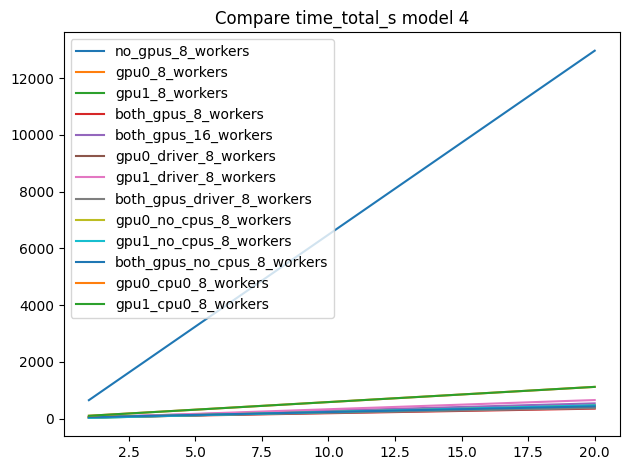 Compare time_total_s model 4
no_gpus_8_workers
gpu0_8_workers
gpu1_8_workers
both_gpus_8_workers
both_gpus_16_workers
gpu0_driver_8_workers
gpu1_driver_8_workers
both_gpus_driver_8_workers
gpu0_no_cpus_8_workers
gpu1_no_cpus_8_workers
both_gpus_no_cpus_8_workers
gpu0_cpu0_8_workers
gpu1_cpu0_8_workers
12000
10000
8000
6000
4000
2000
0
2.5 5.0 7.5 10.0 12.5 15.0 17.5 20.0